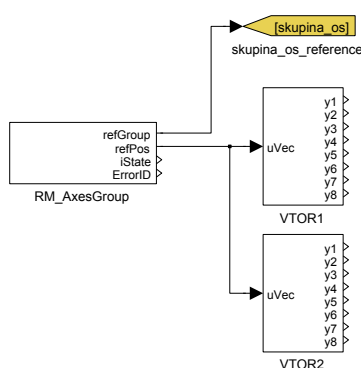 [skupina_os]
skupina_os_reference
refGroup
refPos
iState
ErrorID
RM_AxesGroup
uVec
y1
y2
y3
y4
y5
y6
y7
y8
VTOR1
uVec
y1
y2
y3
y4
y5
y6
y7
y8
VTOR2